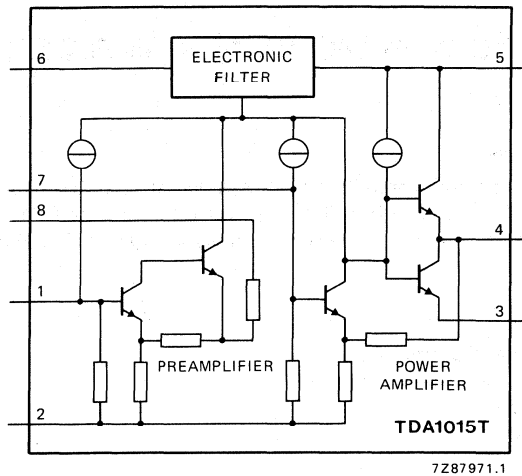 6
ELECTRONIC
FILTER
5
7
8
4
1
3
PREAMPLIFIER
POWER
AMPLIFIER
2
TDA1015T
7Z87971.1